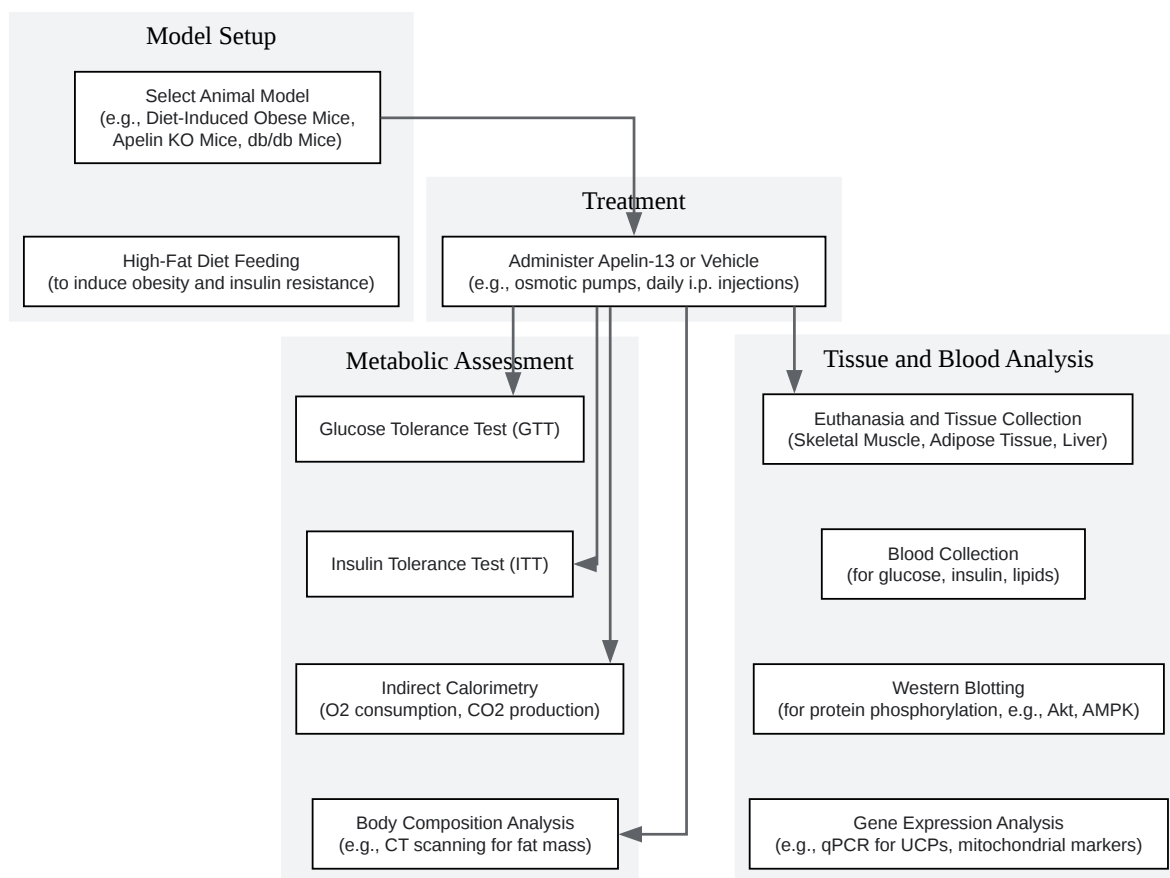 Model Setup
Select Animal Model
(e.g., Diet-Induced Obese Mice,
Apelin KO Mice, db/db Mice)
High-Fat Diet Feeding
(to induce obesity and insulin resistance)
Treatment
Administer Apelin-13 or Vehicle
(e.g., osmotic pumps, daily i.p. injections)
Metabolic Assessment
Glucose Tolerance Test (GTT)
Insulin Tolerance Test (ITT)
Indirect Calorimetry
(O2 consumption, CO2 production)
Body Composition Analysis
(e.g., CT scanning for fat mass)
Tissue and Blood Analysis
Euthanasia and Tissue Collection
(Skeletal Muscle, Adipose Tissue, Liver)
Blood Collection
(for glucose, insulin, lipids)
Western Blotting
(for protein phosphorylation, e.g., Akt, AMPK)
Gene Expression Analysis
(e.g., qPCR for UCPs, mitochondrial markers)